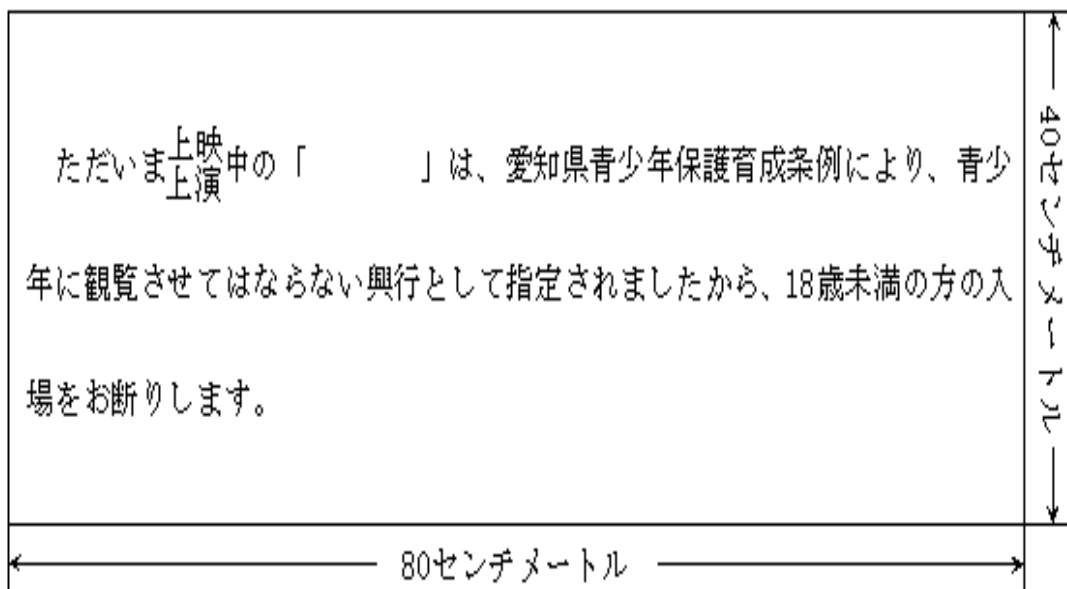 ただいま上映上演中の「　　　　」は、愛知県青少年保護育成条例により、青少
年に観覧させてはならない興行として指定されましたから、18歳未満の方の入
場をお断りします。
40センチメートル
80センチメートル